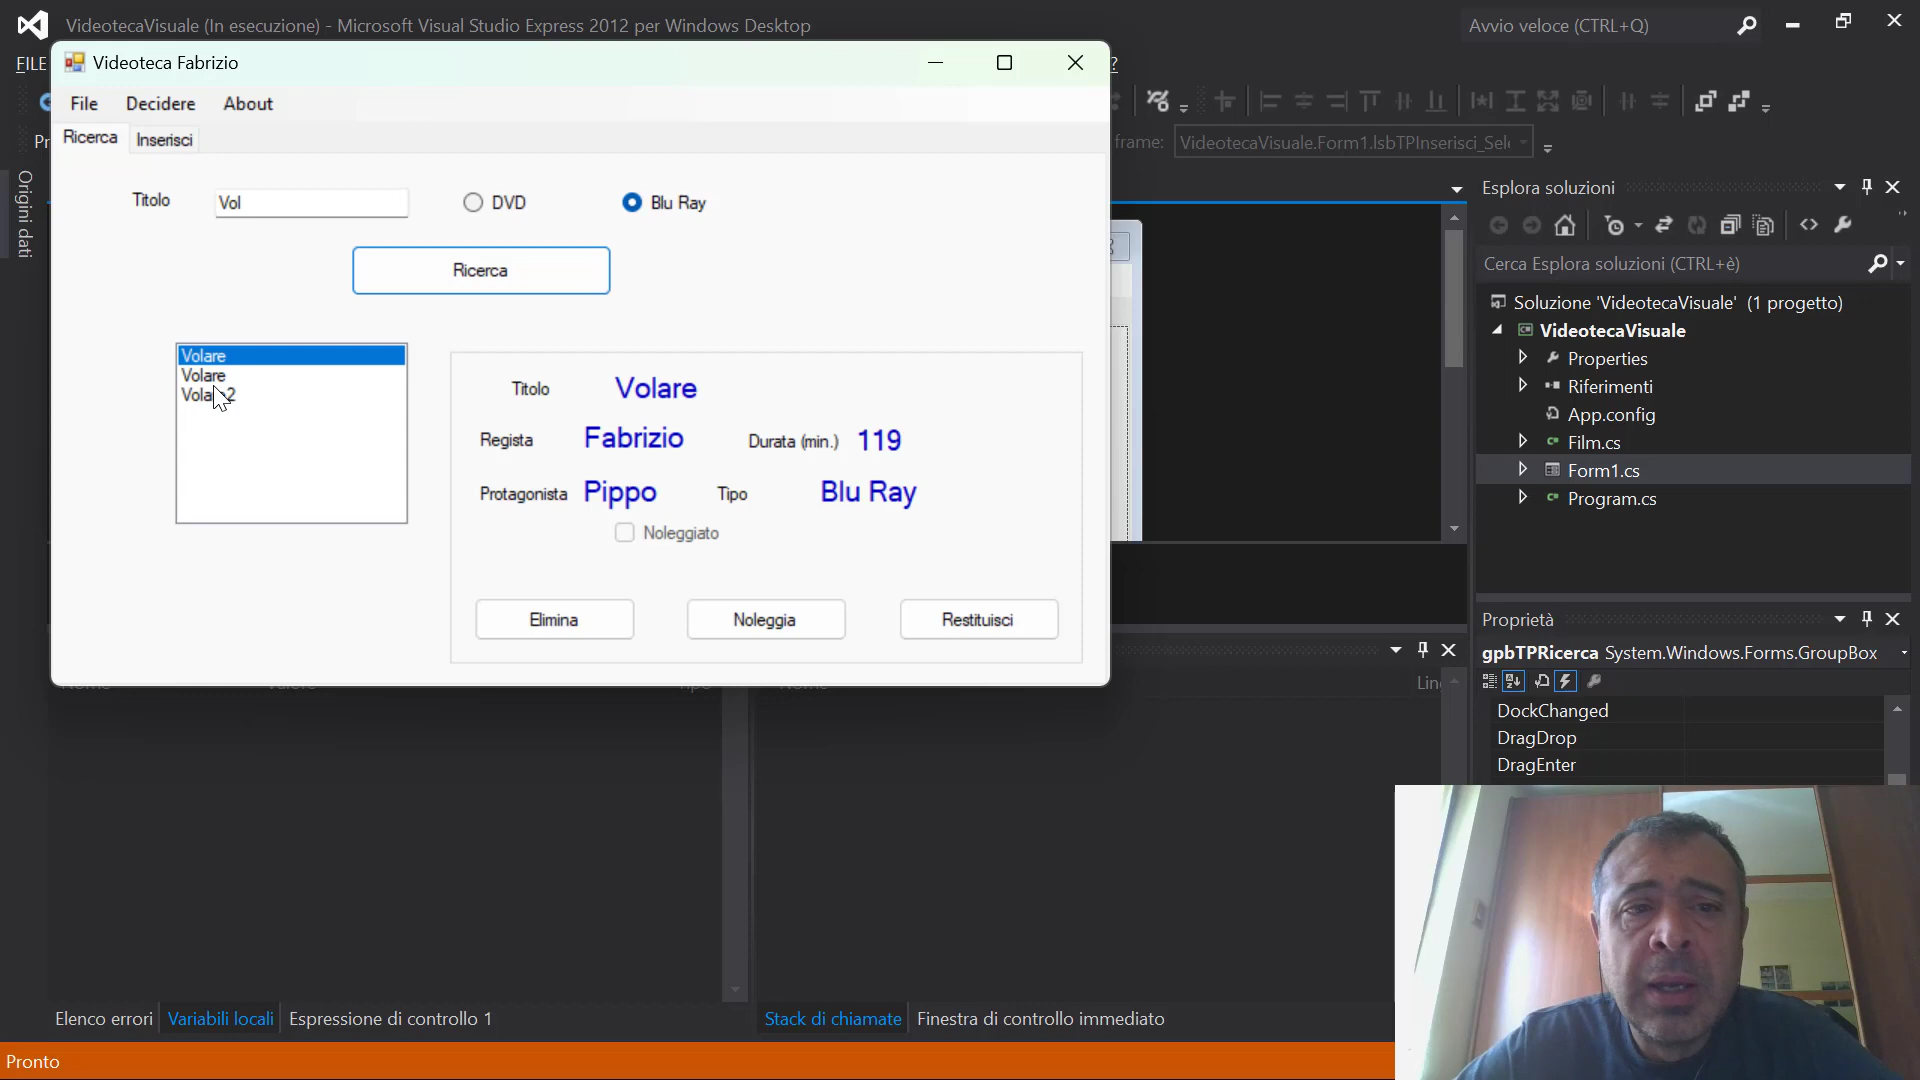 VideotecaVisuale (In esecuzione) - Microsoft Visual Studio Express 2012 per Windows Desktop
Avvio veloce (CTRL+Q)
FILE
?
Videoteca Fabrizio
File Decidere About
Ricerca Inserisci
Titolo Vol DVD Blu Ray
Ricerca
Volare
Volare
Titolo Volare
Regista Fabrizio Durata (min.) 119
Protagonista Pippo Tipo Blu Ray
Noleggiato
Elimina Noleggia Restituisci
Pr
frame: VideotecaVisuale.Form1.lsbTPInserisci_Sel
Origini dati
Esplora soluzioni
Cerca Esplora soluzioni (CTRL+è)
Soluzione 'VideotecaVisuale' (1 progetto)
VideotecaVisuale
Properties
Riferimenti
App.config
Film.cs
Form1.cs
Program.cs
Proprietà
gpbTPRicerca System.Windows.Forms.GroupBox
DockChanged
DragDrop
DragEnter
Elenco errori Variabili locali Espressione di controllo 1
Stack di chiamate Finestra di controllo immediato
Pronto